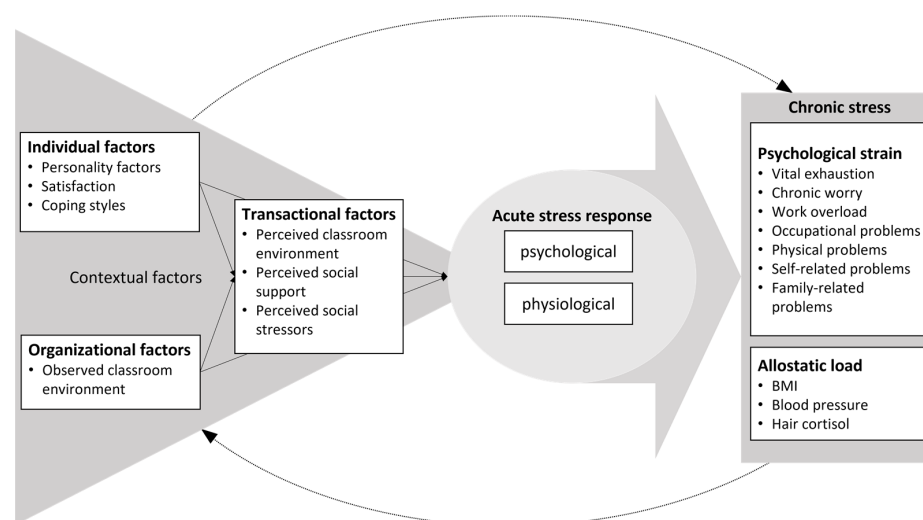 Individual factors
• Personality factors
• Satisfaction
• Coping styles
Contextual factors
Organizational factors
• Observed classroom
environment
Transactional factors
• Perceived classroom
environment
• Perceived social
support
• Perceived social
stressors
Acute stress response
psychological
physiological
Chronic stress
Psychological strain
• Vital exhaustion
• Chronic worry
• Work overload
• Occupational problems
• Physical problems
• Self-related problems
• Family-related
problems
Allostatic load
• BMI
• Blood pressure
• Hair cortisol